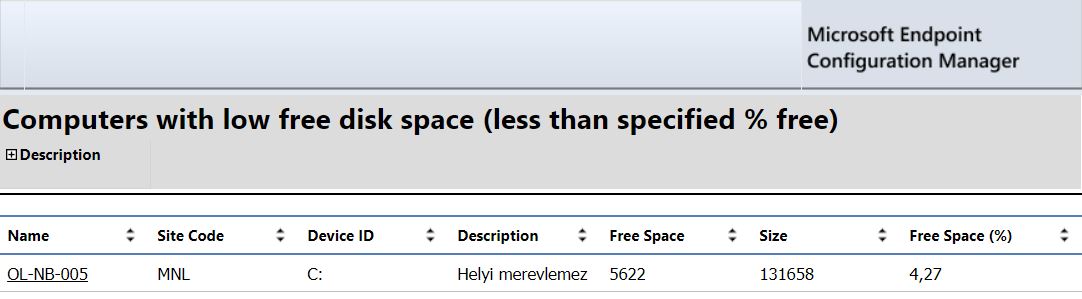 Microsoft Endpoint
Configuration Manager
Computers with low free disk space (less than specified % free)
Description
Name Site Code Device ID Description Free Space Size Free Space (%)
OL-NB-005 MNL C: Helyi merevlemez 5622 131658 4,27